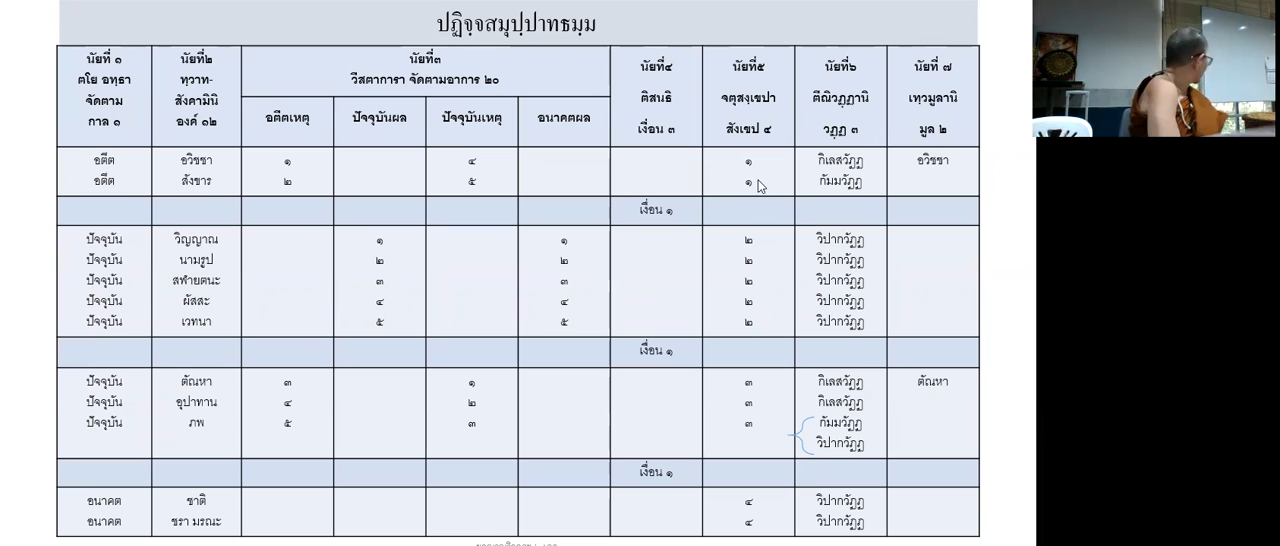 ปฏิจฺจสมุปฺปาทธมฺม
นัยที่ ๑ นัยที่๒ นัยที่๓ นัยที่๔ นัยที่๕ นัยที่๖ นัยที่ ๗
ตโย อทฺธา ทฺวาท- วีสตาการา จัดตามอาการ ๒๐ ติสนธิ จตุสงฺเขปา ตีณิวฏฺฏานิ เทฺวมูลานิ
จัดตาม สังคามินิ อตีตเหตุ ปัจจุบันผล ปัจจุบันเหตุ อนาคตผล
กาล ๑ องค์ ๑๒ เงื่อน ๓ สังเขป ๔ วฏฺฏ ๓ มูล ๒
อตีต อวิชชา ๑ ๔ ๑ กิเลสวัฏฏ อวิชชา
อตีต สังขาร ๒ ๕ ๑ กัมมวัฏฏ
เงื่อน ๑
ปัจจุบัน วิญญาณ ๑ ๑ ๒ วิปากวัฏฏ
ปัจจุบัน นามรูป ๒ ๒ ๒ วิปากวัฏฏ
ปัจจุบัน สฬายตนะ ๓ ๓ ๒ วิปากวัฏฏ
ปัจจุบัน ผัสสะ ๔ ๔ ๒ วิปากวัฏฏ
ปัจจุบัน เวทนา ๕ ๕ ๒ วิปากวัฏฏ
เงื่อน ๑
ปัจจุบัน ตัณหา ๓ ๑ ๓ กิเลสวัฏฏ ตัณหา
ปัจจุบัน อุปาทาน ๔ ๒ ๓ กิเลสวัฏฏ
ปัจจุบัน ภพ ๕ ๓ ๓ กัมมวัฏฏ
วิปากวัฏฏ
เงื่อน ๑
อนาคต ชาติ ๔ วิปากวัฏฏ
อนาคต ชรา มรณะ ๔ วิปากวัฏฏ